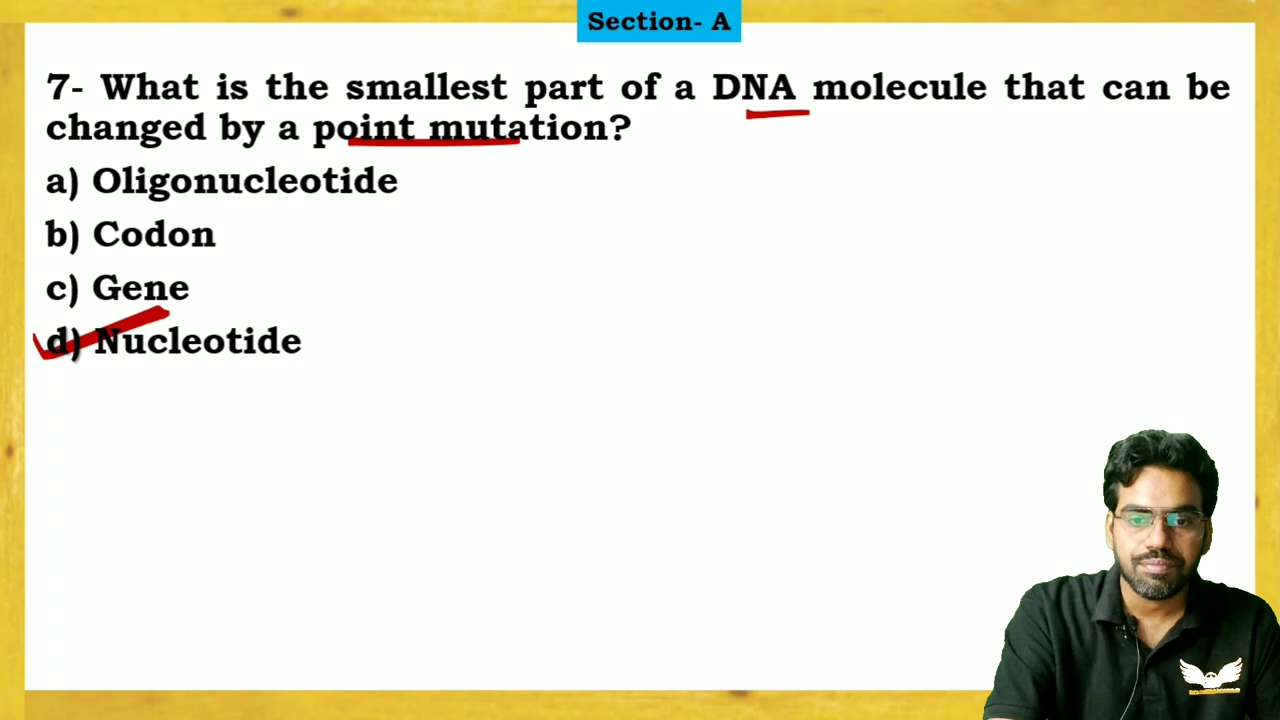 Section- A
7- What is the smallest part of a DNA molecule that can be
changed by a point mutation?
a) Oligonucleotide
b) Codon
c) Gene
d) Nucleotide